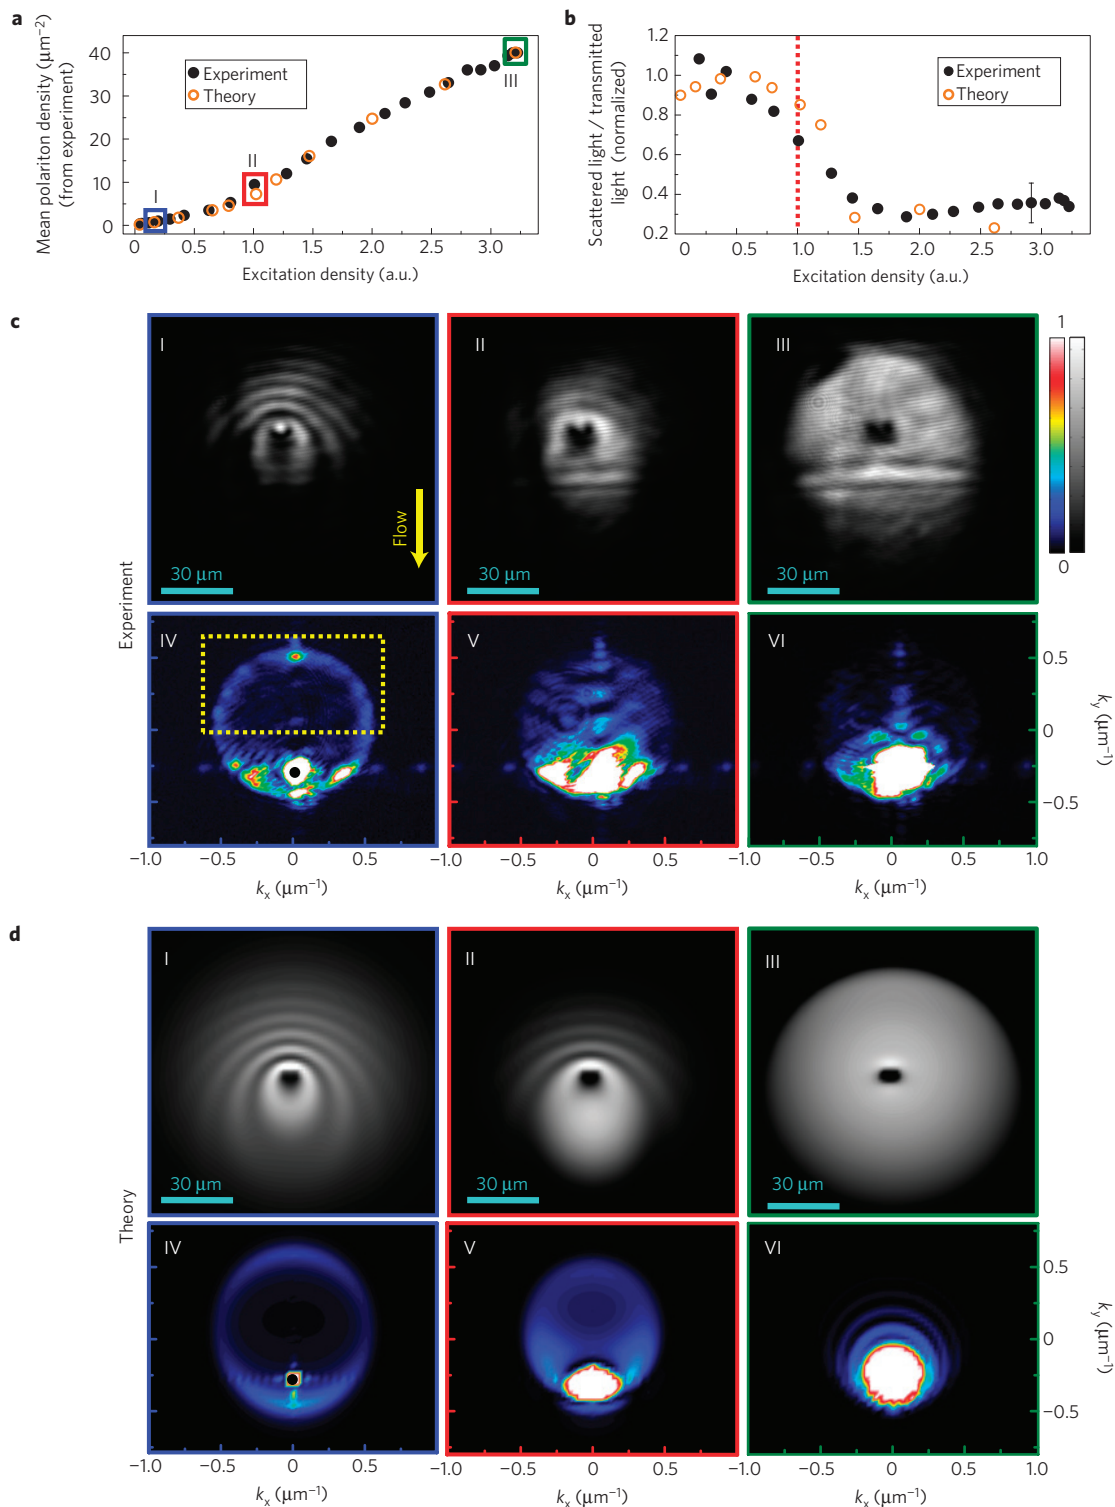 a
Mean polariton density (μm⁻²)
(from experiment)
40
30
20
10
0
Experiment
Theory
I
II
III
0
0.5
1.0
1.5
2.0
2.5
3.0
Excitation density (a.u.)
b
Scattered light / transmitted
light (normalized)
1.2
1.0
0.8
0.6
0.4
0.2
Experiment
Theory
0
0.5
1.0
1.5
2.0
2.5
3.0
Excitation density (a.u.)
c
Experiment
I
Flow
30 μm
II
30 μm
III
30 μm
1
0
IV
V
VI
0.5
0
−0.5
k_y (μm⁻¹)
−1.0
−0.5
0
0.5
−1.0
−0.5
0
0.5
−1.0
−0.5
0
0.5
1.0
k_x (μm⁻¹)
k_x (μm⁻¹)
k_x (μm⁻¹)
d
Theory
I
30 μm
II
30 μm
III
30 μm
IV
V
VI
0.5
0
−0.5
k_y (μm⁻¹)
−1.0
−0.5
0
0.5
−1.0
−0.5
0
0.5
−1.0
−0.5
0
0.5
1.0
k_x (μm⁻¹)
k_x (μm⁻¹)
k_x (μm⁻¹)